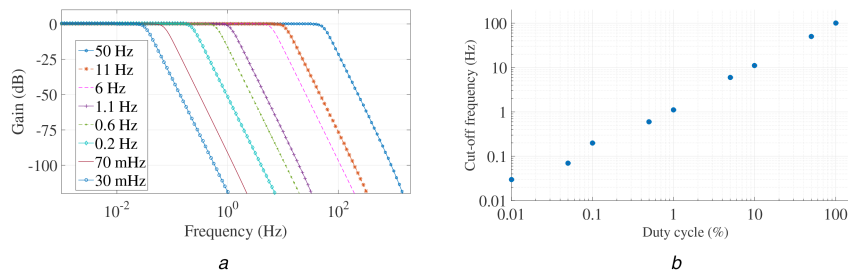 0
-25
-50
-75
-100
Gain (dB)
50 Hz
11 Hz
6 Hz
1.1 Hz
0.6 Hz
0.2 Hz
70 mHz
30 mHz
10^-2
10^0
10^2
Frequency (Hz)
a
100
10
1
0.1
0.01
Cut-off frequency (Hz)
0.01
0.1
1
10
100
Duty cycle (%)
b